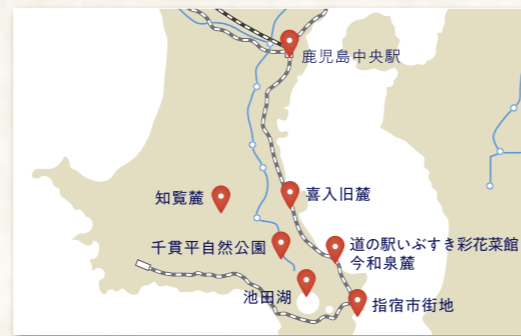 鹿児島中央駅
知覧麓
喜入旧麓
千貫平自然公園
道の駅いぶすき彩花菜館
今和泉麓
池田湖
指宿市街地